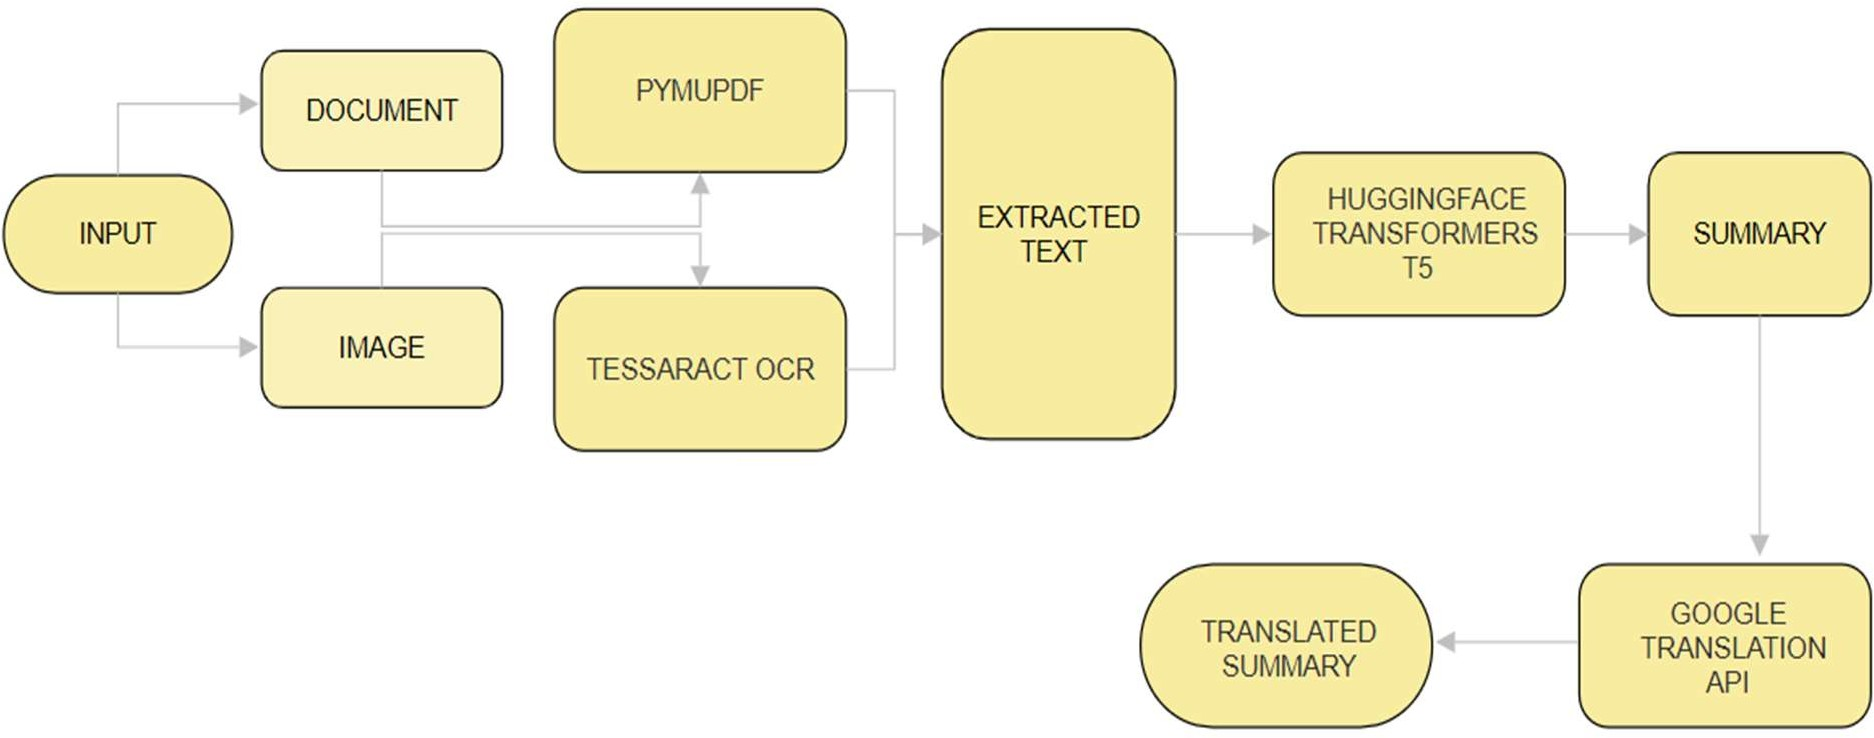 INPUT
DOCUMENT
IMAGE
PYMUPDF
TESSARACT OCR
EXTRACTED
TEXT
HUGGINGFACE
TRANSFORMERS
T5
SUMMARY
GOOGLE
TRANSLATION
API
TRANSLATED
SUMMARY